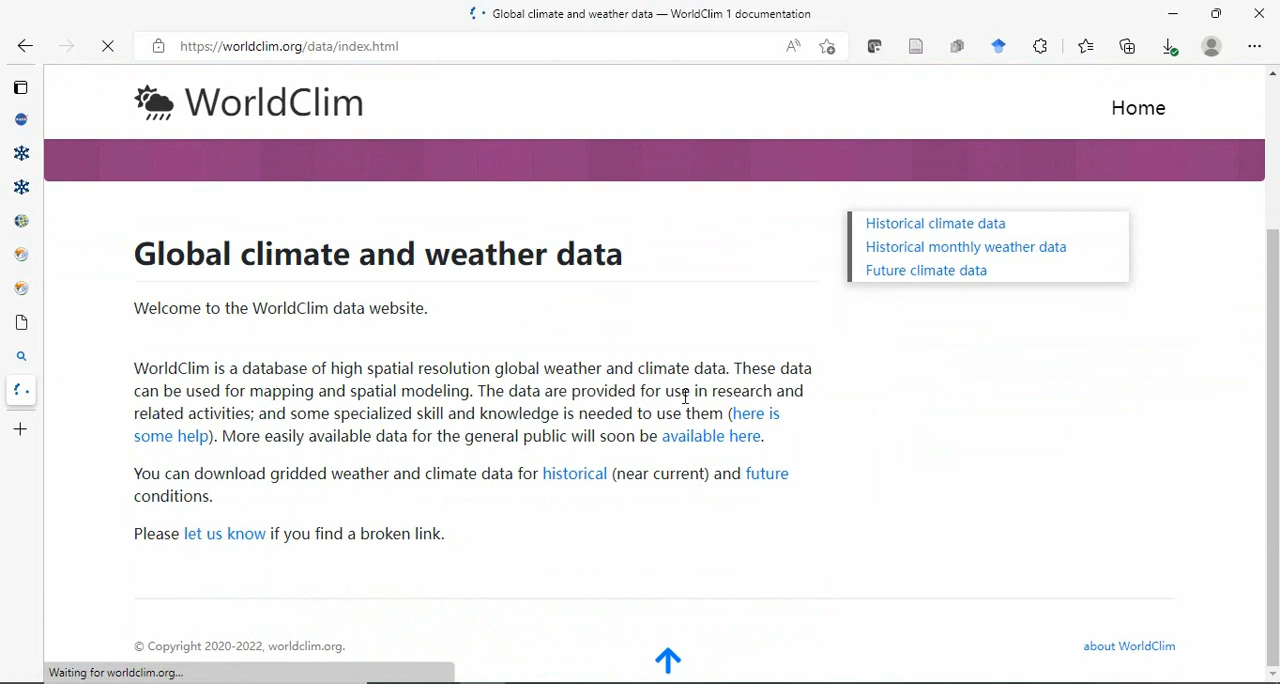 Global climate and weather data — WorldClim 1 documentation
https://worldclim.org/data/index.html
WorldClim
Home
Historical climate data
Historical monthly weather data
Future climate data
Global climate and weather data
Welcome to the WorldClim data website.
WorldClim is a database of high spatial resolution global weather and climate data. These data
can be used for mapping and spatial modeling. The data are provided for use in research and
related activities; and some specialized skill and knowledge is needed to use them (here is
some help). More easily available data for the general public will soon be available here.
You can download gridded weather and climate data for historical (near current) and future
conditions.
Please let us know if you find a broken link.
© Copyright 2020-2022, worldclim.org.
about WorldClim
Waiting for worldclim.org...